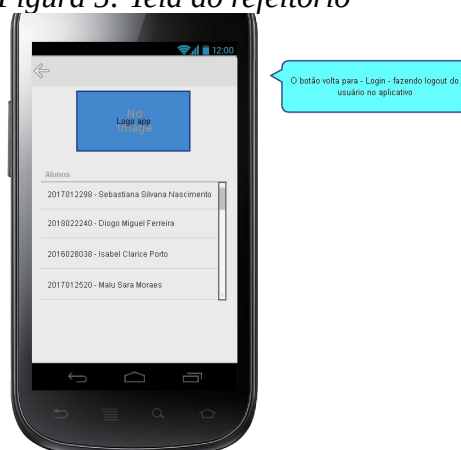 Figura 3: Tela do refeitório
12:00
O botão volta para - Login - fazendo logout do
usuário no aplicativo
No
Logo app
image
Alunos
2017012298 - Sebastiana Silvana Nascimento
2018022240 - Diogo Miguel Ferreira
2016028038 - Isabel Clarice Porto
2017012520 - Malu Sara Moraes